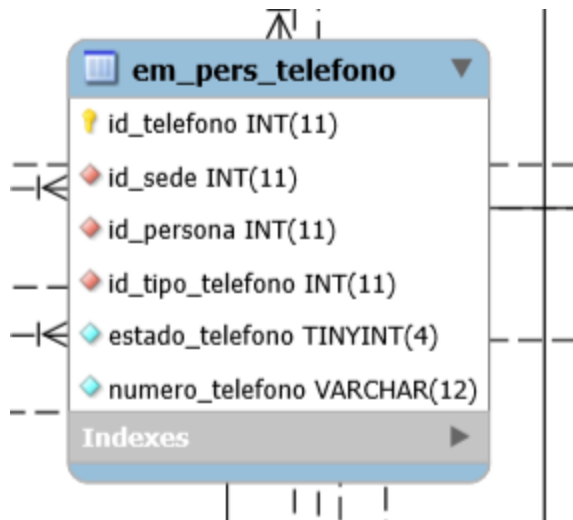 em_pers_telefono
id_telefono INT(11)
id_sede INT(11)
id_persona INT(11)
id_tipo_telefono INT(11)
estado_telefono TINYINT(4)
numero_telefono VARCHAR(12)
Indexes